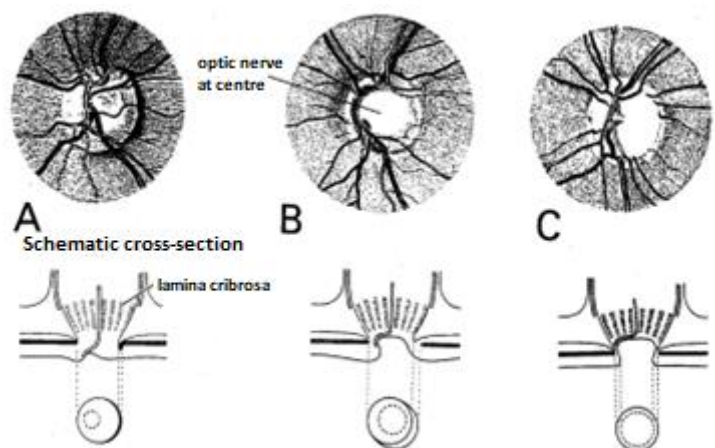 optic nerve
at centre
A
B
C
Schematic cross-section
lamina cribrosa